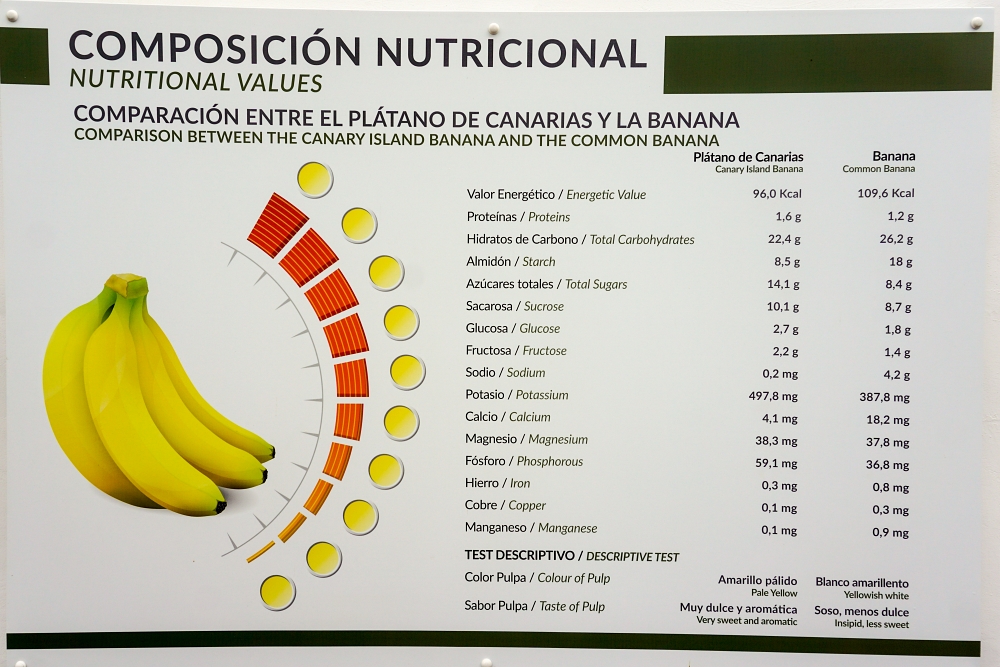 COMPOSICIÓN NUTRICIONAL
NUTRITIONAL VALUES
COMPARACIÓN ENTRE EL PLÁTANO DE CANARIAS Y LA BANANA
COMPARISON BETWEEN THE CANARY ISLAND BANANA AND THE COMMON BANANA
Plátano de Canarias Banana
Canary Island Banana Common Banana
Valor Energético / Energetic Value 96,0 Kcal 109,6 Kcal
Proteínas / Proteins 1,6 g 1,2 g
Hidratos de Carbono / Total Carbohydrates 22,4 g 26,2 g
Almidón / Starch 8,5 g 18 g
Azúcares totales / Total Sugars 14,1 g 8,4 g
Sacarosa / Sucrose 10,1 g 8,7 g
Glucosa / Glucose 2,7 g 1,8 g
Fructosa / Fructose 2,2 g 1,4 g
Sodio / Sodium 0,2 mg 4,2 g
Potasio / Potassium 497,8 mg 387,8 mg
Calcio / Calcium 4,1 mg 18,2 mg
Magnesio / Magnesium 38,3 mg 37,8 mg
Fósforo / Phosphorous 59,1 mg 36,8 mg
Hierro / Iron 0,3 mg 0,8 mg
Cobre / Copper 0,1 mg 0,3 mg
Manganeso / Manganese 0,1 mg 0,9 mg
TEST DESCRIPTIVO / DESCRIPTIVE TEST
Color Pulpa / Colour of Pulp Amarillo pálido Blanco amarillento
Pale Yellow Yellowish white
Sabor Pulpa / Taste of Pulp Muy dulce y aromática Soso, menos dulce
Very sweet and aromatic Insipid, less sweet